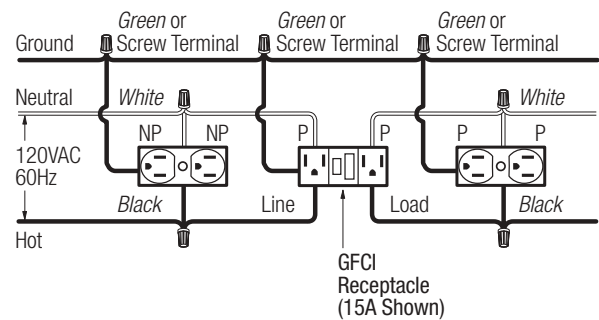 Green or
Screw Terminal
Green or
Screw Terminal
Green or
Screw Terminal
Ground
Neutral
White
White
NP
NP
P
P
P
P
120VAC
60Hz
Black
Line
Load
Black
Hot
GFCI
Receptacle
(15A Shown)